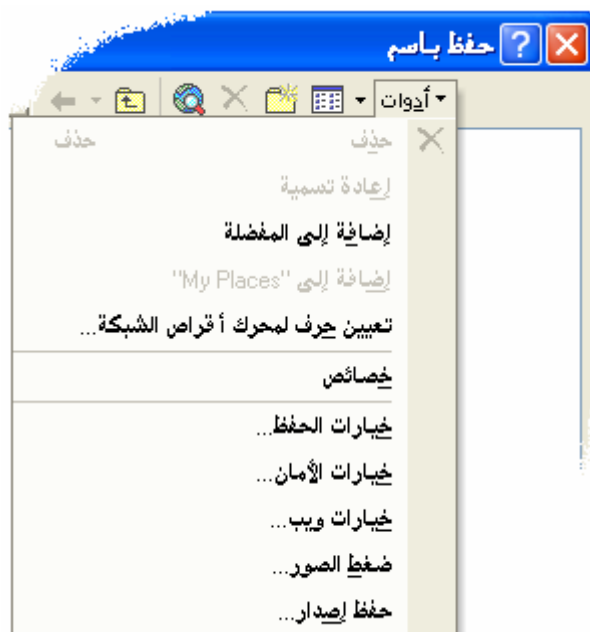 حفظ باسم
أدوات
حذف حذف
إعادة تسمية
إضافة إلى المفضلة
إضافة إلى "My Places"
تعيين حرف لمحرك أقراص الشبكة...
خصائص
خيارات الحفظ...
خيارات الأمان...
خيارات ويب...
ضغط الصور...
حفظ إصدار...